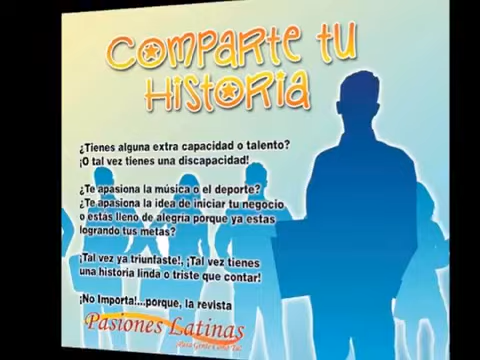 Comparte tu
Historia
¿Tienes alguna extra capacidad o talento?
¡O tal vez tienes una discapacidad!
¿Te apasiona la música o el deporte?
¿Te apasiona la idea de iniciar tu negocio
o estás lleno de alegría porque ya estas
logrando tus metas?
¡Tal vez ya triunfaste!, ¡Tal vez tienes
una historia linda o triste que contar!
¡No Importa!...porque, la revista
Pasiones Latinas